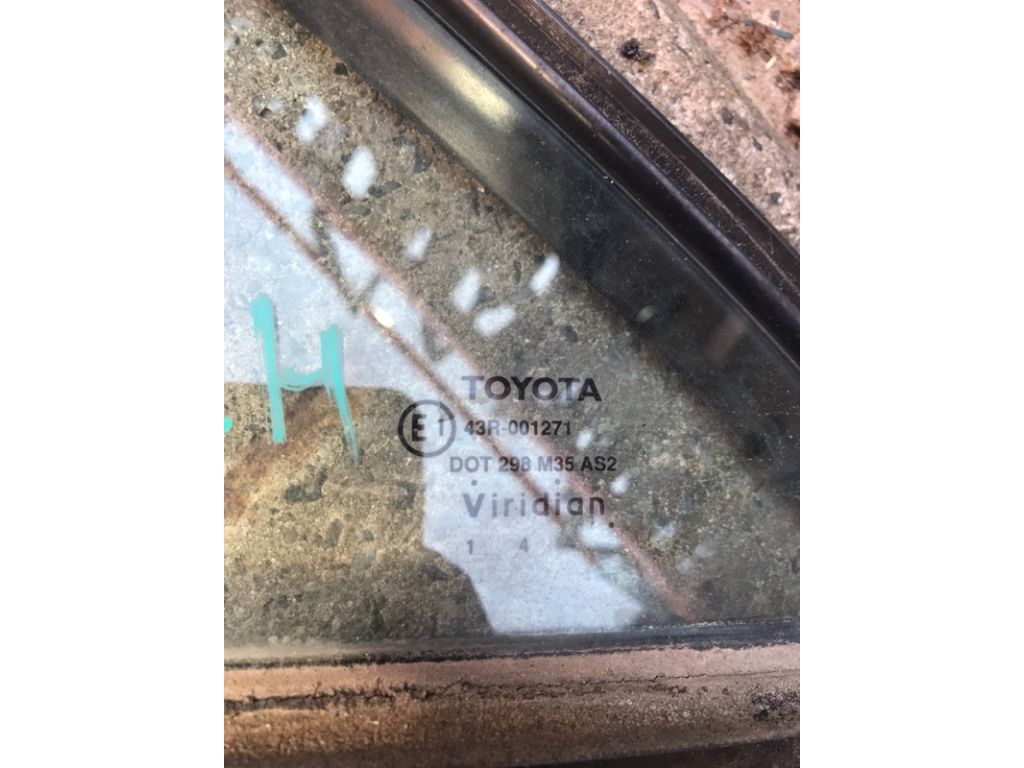 .H
TOYOTA
E1 43R-001271
DOT 298 M35 AS2
Viridian
1 4